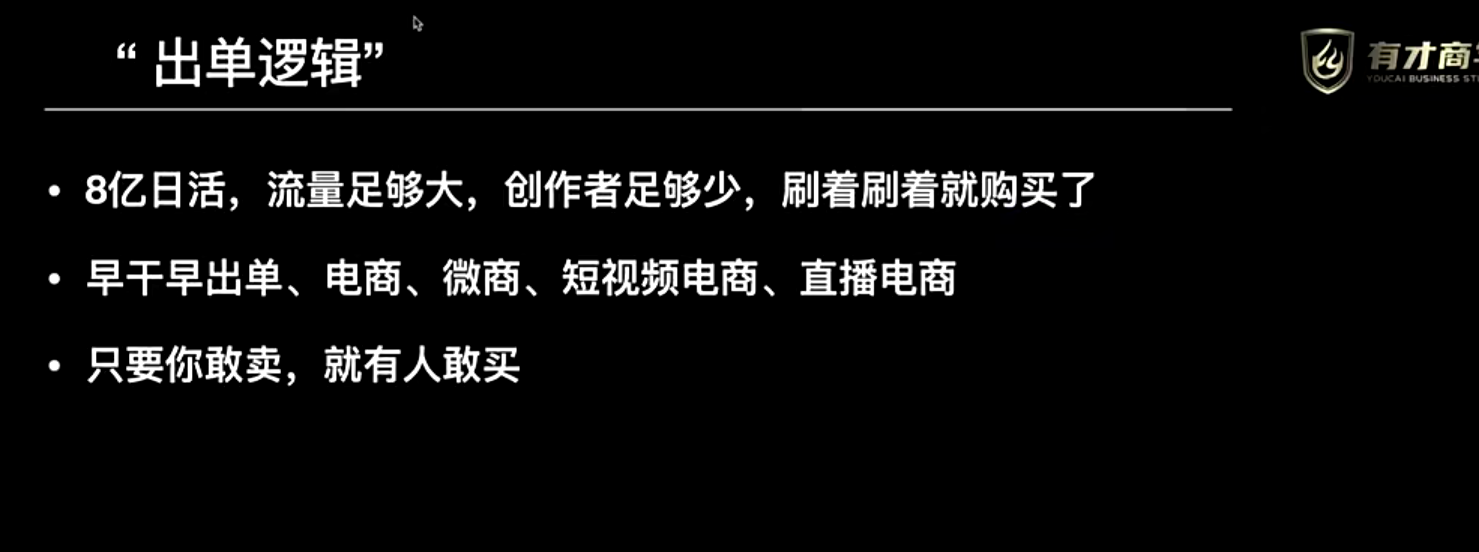 “ 出单逻辑”
有才商
YOUCAI BUSINESS
• 8亿日活，流量足够大，创作者足够少，刷着刷着就购买了
• 早干早出单、电商、微商、短视频电商、直播电商
• 只要你敢卖，就有人敢买